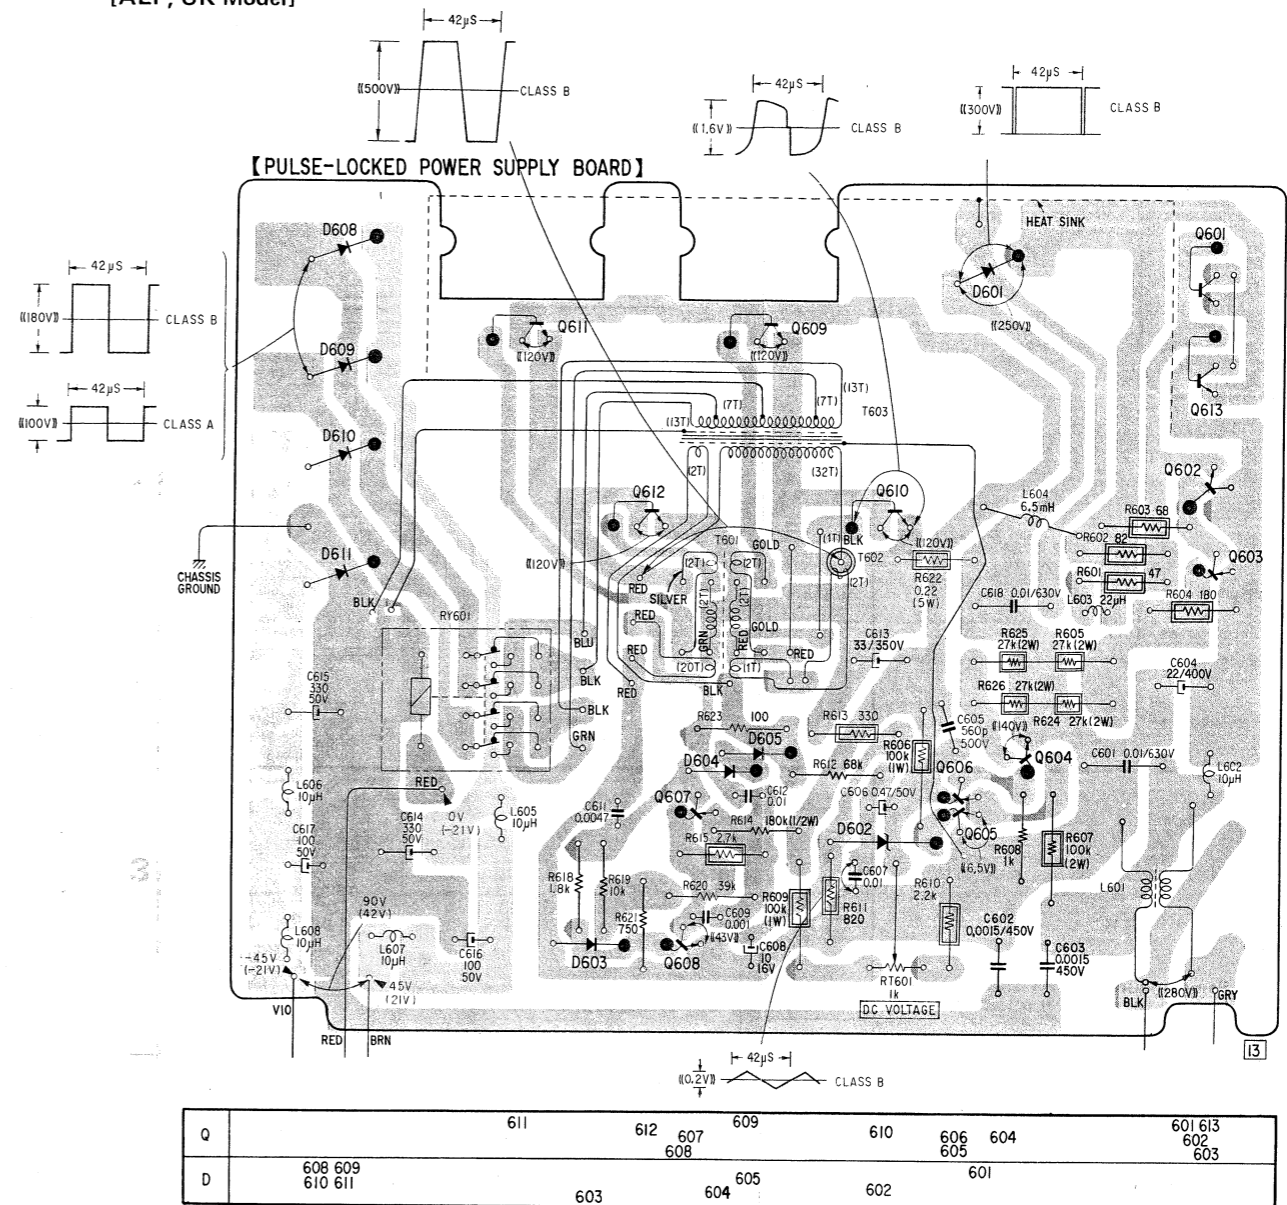 [AEP, UK Model]
42µS
((500V))
CLASS B
42µS
((1.6V))
CLASS B
42µS
((300V))
CLASS B
【PULSE-LOCKED POWER SUPPLY BOARD】
42µS
((180V))
CLASS B
42µS
((100V))
CLASS A
D608
D609
D610
D611
CHASSIS
GROUND
HEAT SINK
D601
((250V))
Q601
Q613
Q611
((120V))
Q609
((120V))
(13T)
(7T)
(7T)
(13T)
T603
(2T)
(32T)
Q612
((120V))
Q610
((120V))
BLK
Q602
Q603
L604
6.5mH
R603 68
R602 82
R601 47
R604 180
R622
0.22
(5W)
C618 0.01/630V
L603 22µH
T601
GOLD
(1T)
T602
(2T)
(2T)
(2T)
RED
SILVER
(2T)
(2T)
RED
GRN
RED
GOLD
RED
RED
(20T)
(1T)
RED
BLK
BLK
RY601
BLU
BLK
BLK
GRN
C613
33/350V
R625
27k(2W)
R605
27k(2W)
R626 27k(2W)
R624 27k(2W)
C604
22/400V
C615
330
50V
R623 100
D605
D604
R613 330
R606
100k
(1W)
C605
560p
500V
((140V))
Q604
C601 0.01/630V
L602
10µH
R612 68k
Q606
L606
10µH
RED
0V
(-21V)
L605
10µH
C611
0.0047
Q607
C612
0.01
C606 0.47/50V
R614 180k(1/2W)
R615 2.7k
D602
Q605
((6.5V))
R608
1k
R607
100k
(2W)
C617
100
50V
C614
330
50V
R618
1.8k
R619
10k
R620 39k
R621
750
C609
0.001
R609
100k
(1W)
C607
0.01
R611
820
R610
2.2k
L601
90V
(42V)
L608
10µH
L607
10µH
C616
100
50V
D603
Q608
((43V))
C608
10
16V
C602
0.0015/450V
C603
0.0015
450V
-45V
(-21V)
45V
(21V)
RT601
1k
DC VOLTAGE
BLK
((280V))
GRY
V10
RED
BRN
13
42µS
((0.2V))
CLASS B
Q
611
612
607
608
609
610
606
605
604
601 613
602
603
D
608 609
610 611
603
604
605
602
601